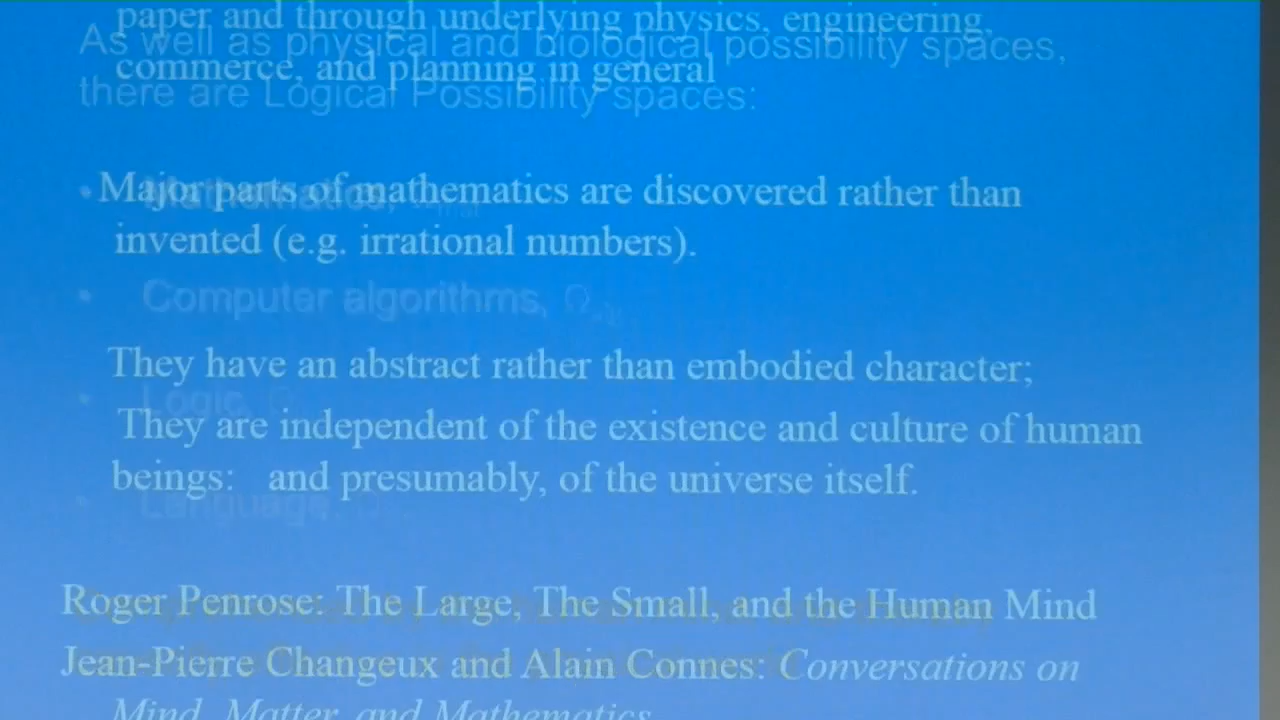 paper and through underlying physics, engineering,
As well as physical and biological possibility spaces,
commerce, and planning in general
there are Logical Possibility spaces:
• Major parts of mathematics are discovered rather than
Mathematics,
invented (e.g. irrational numbers).
• Computer algorithms, Ω
They have an abstract rather than embodied character;
• Logic,
They are independent of the existence and culture of human
beings: and presumably, of the universe itself.
• Language,
Roger Penrose: The Large, The Small, and the Human Mind
Jean-Pierre Changeux and Alain Connes: Conversations on
Mind, Matter, and Mathematics